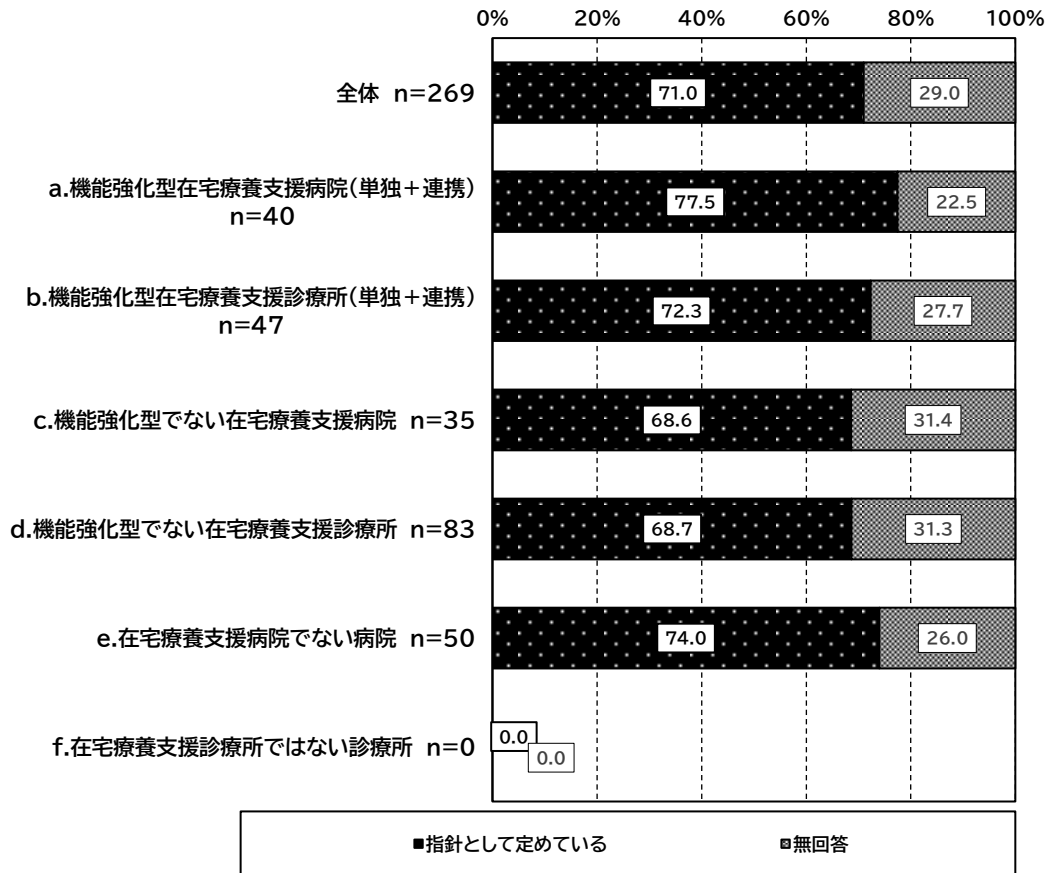 0% 20% 40% 60% 80% 100%
全体 n=269 71.0 29.0
a.機能強化型在宅療養支援病院(単独+連携)
n=40 77.5 22.5
b.機能強化型在宅療養支援診療所(単独+連携)
n=47 72.3 27.7
c.機能強化型でない在宅療養支援病院 n=35 68.6 31.4
d.機能強化型でない在宅療養支援診療所 n=83 68.7 31.3
e.在宅療養支援病院でない病院 n=50 74.0 26.0
f.在宅療養支援診療所ではない診療所 n=0 0.0
0.0
指針として定めている 無回答